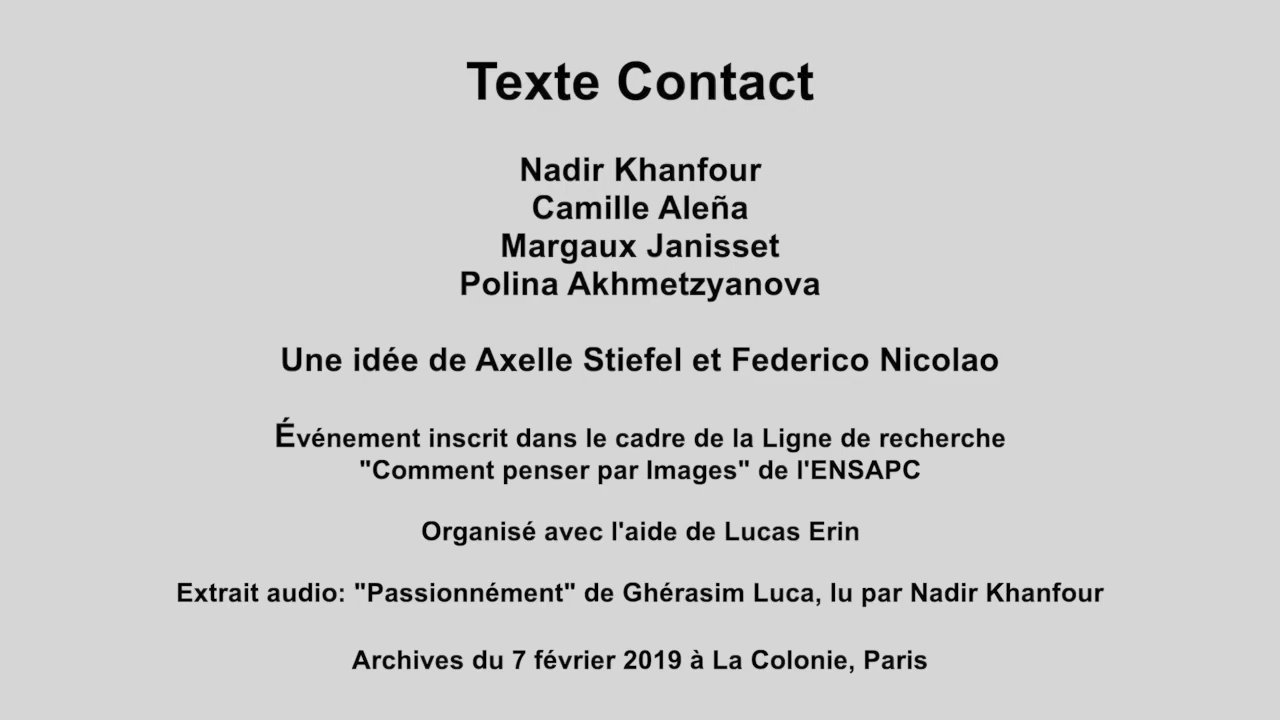 Texte Contact
Nadir Khanfour
Camille Aleña
Margaux Janisset
Polina Akhmetzyanova
Une idée de Axelle Stiefel et Federico Nicolao
Événement inscrit dans le cadre de la Ligne de recherche
"Comment penser par Images" de l'ENSAPC
Organisé avec l'aide de Lucas Erin
Extrait audio: "Passionnément" de Ghérasim Luca, lu par Nadir Khanfour
Archives du 7 février 2019 à La Colonie, Paris